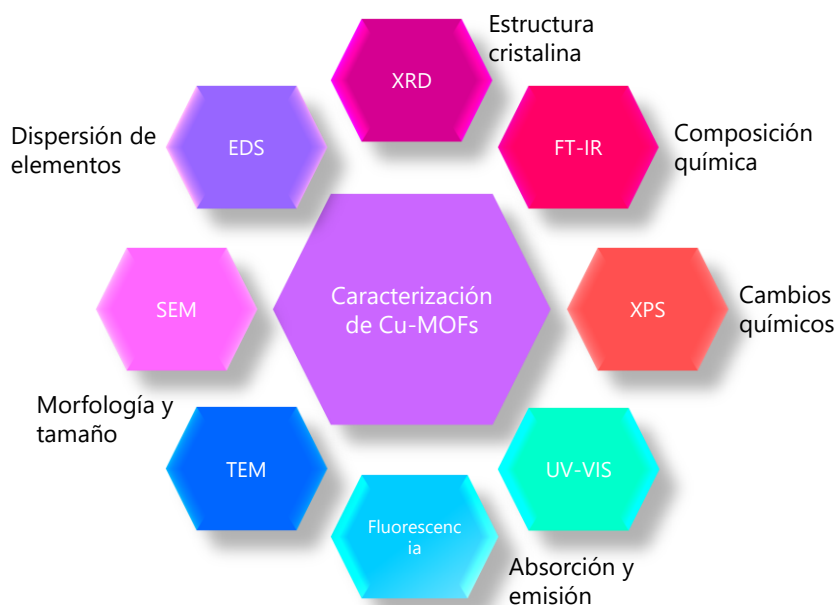 Estructura
cristalina
XRD
EDS
FT-IR
Dispersión de
elementos
Composición
química
SEM
Caracterización
de Cu-MOFs
XPS
Cambios
químicos
Morfología y
tamaño
TEM
UV-VIS
Fluorescenc
ia
Absorción y
emisión